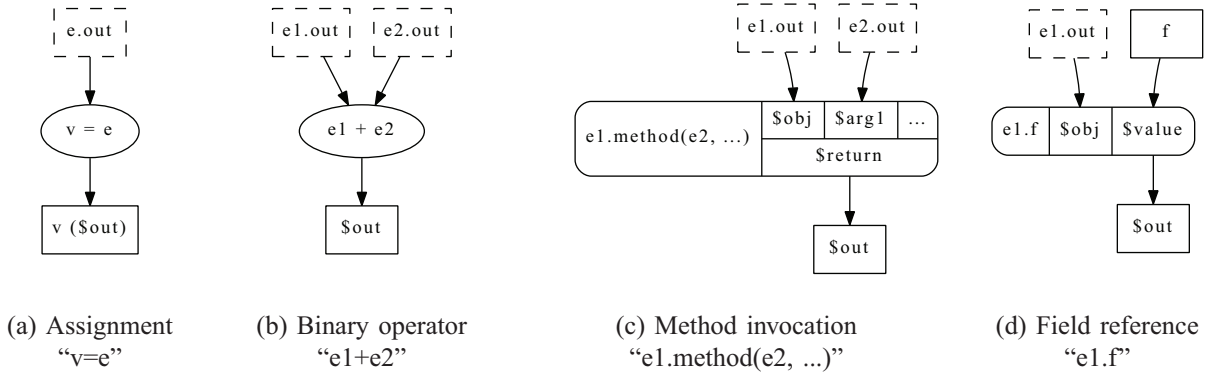 e.out
v = e
v ($out)
(a) Assignment
“v=e”
e1.out e2.out
e1 + e2
$out
(b) Binary operator
“e1+e2”
e1.out e2.out
e1.method(e2, ...) $obj $arg1 ...
$return
$out
(c) Method invocation
“e1.method(e2, ...)”
e1.out f
e1.f $obj $value
$out
(d) Field reference
“e1.f”